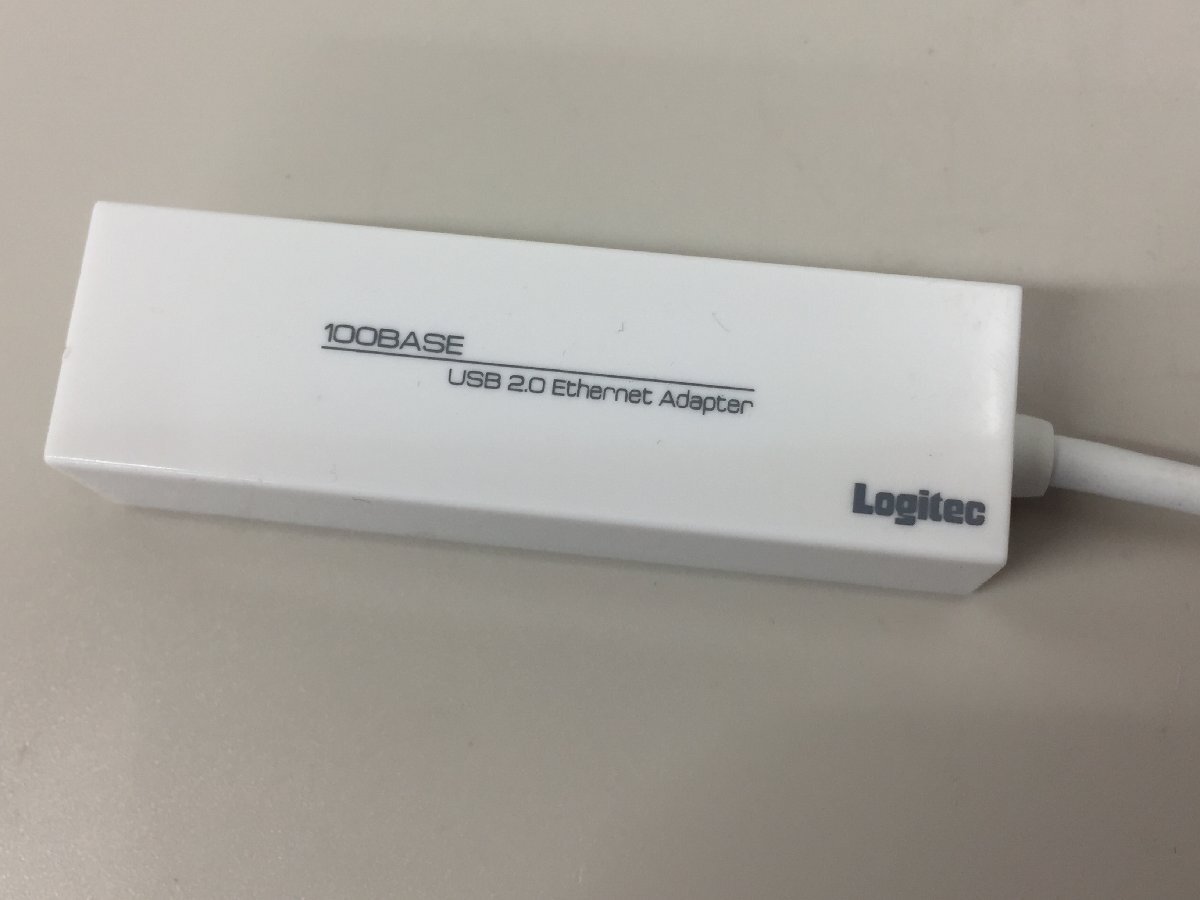 100BASE
USB 2.0 Ethernet Adapter
Logitec